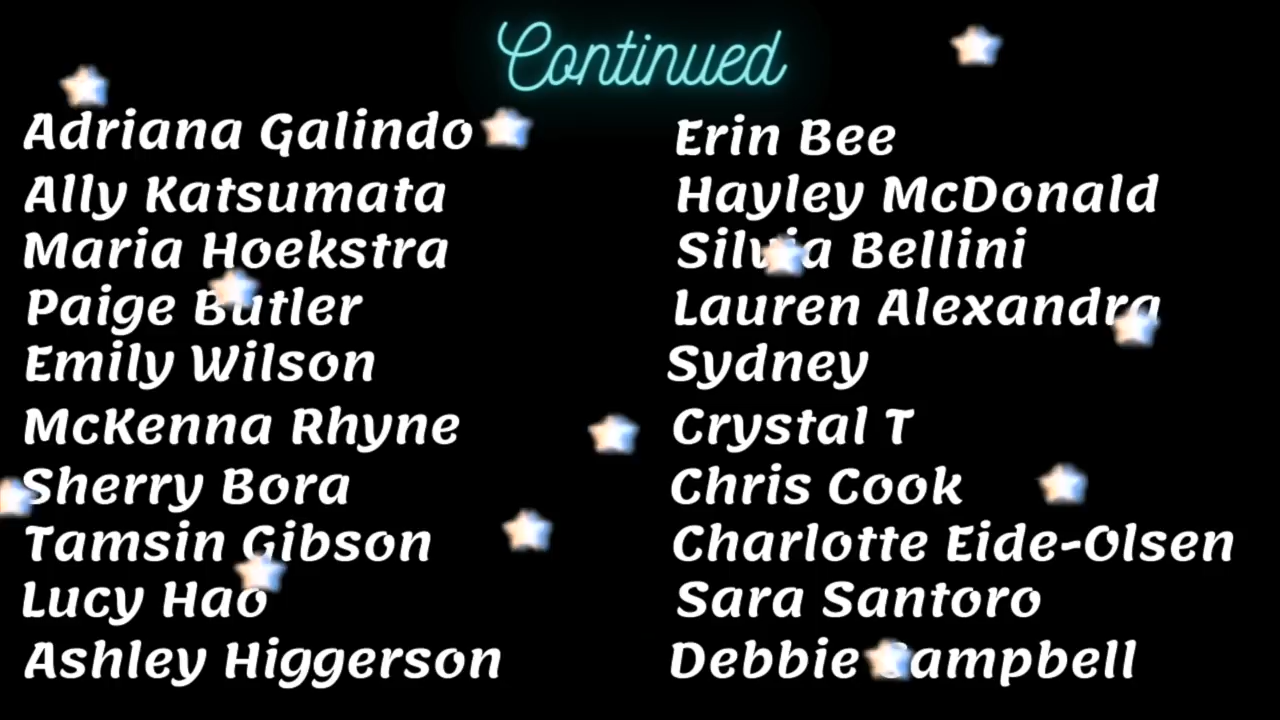 Continued
Adriana Galindo
Ally Katsumata
Maria Hoekstra
Paige Butler
Emily Wilson
McKenna Rhyne
Sherry Bora
Tamsin Gibson
Lucy Hao
Ashley Higgerson
Erin Bee
Hayley McDonald
Silvia Bellini
Lauren Alexandra
Sydney
Crystal T
Chris Cook
Charlotte Eide-Olsen
Sara Santoro
Debbie Campbell